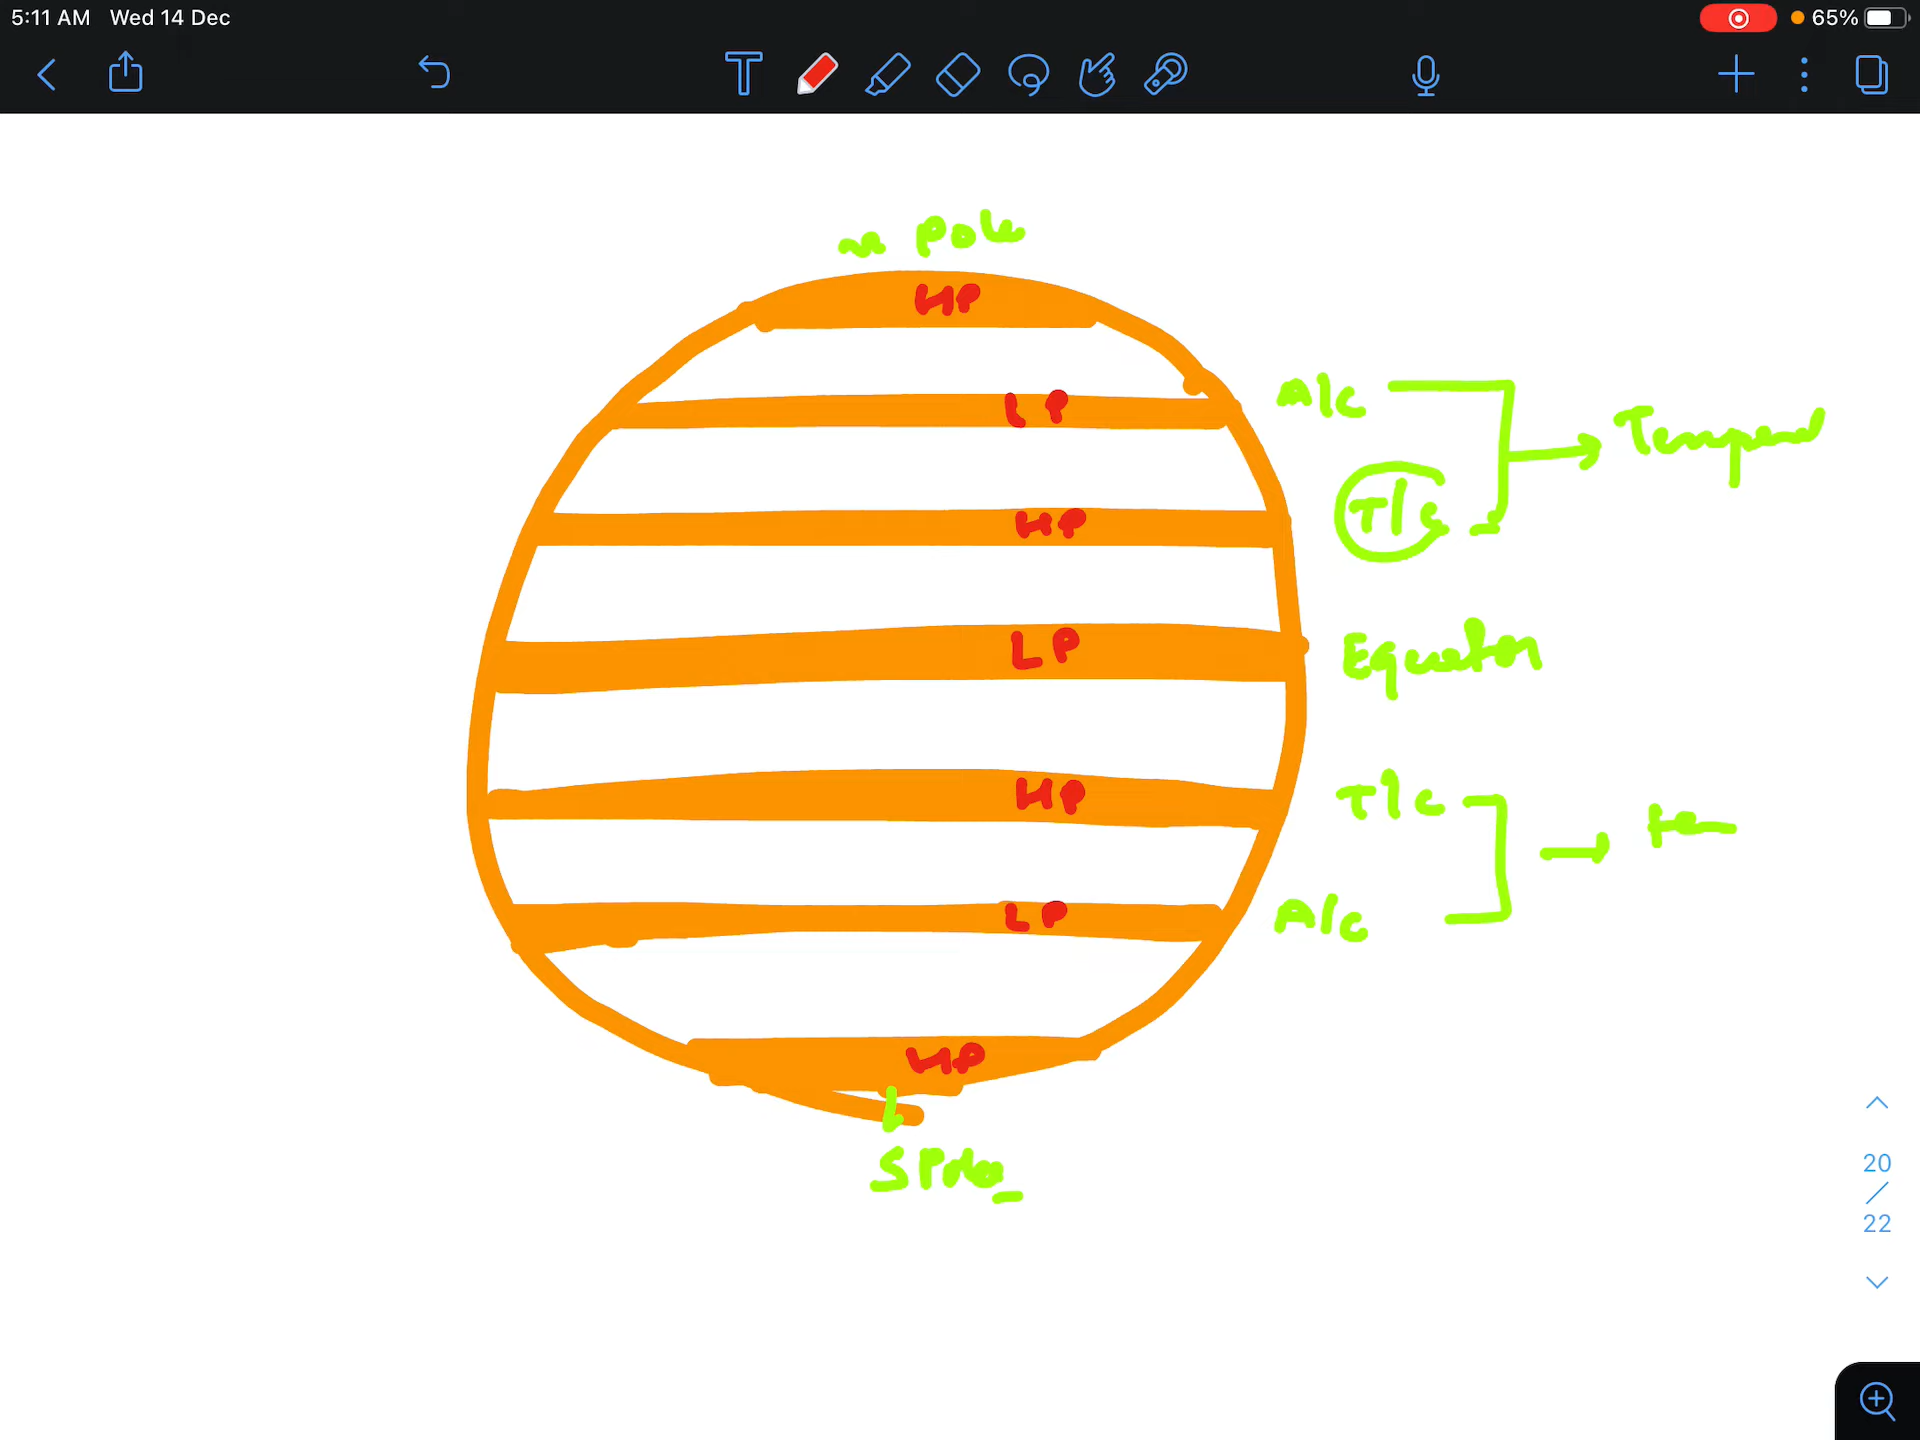 5:11 AM Wed 14 Dec
65%
T
N Pole
HP
LP
A/C
HP
T/C
LP
Equator
HP
T/C
LP
A/C
HP
S Pole
20
/
22